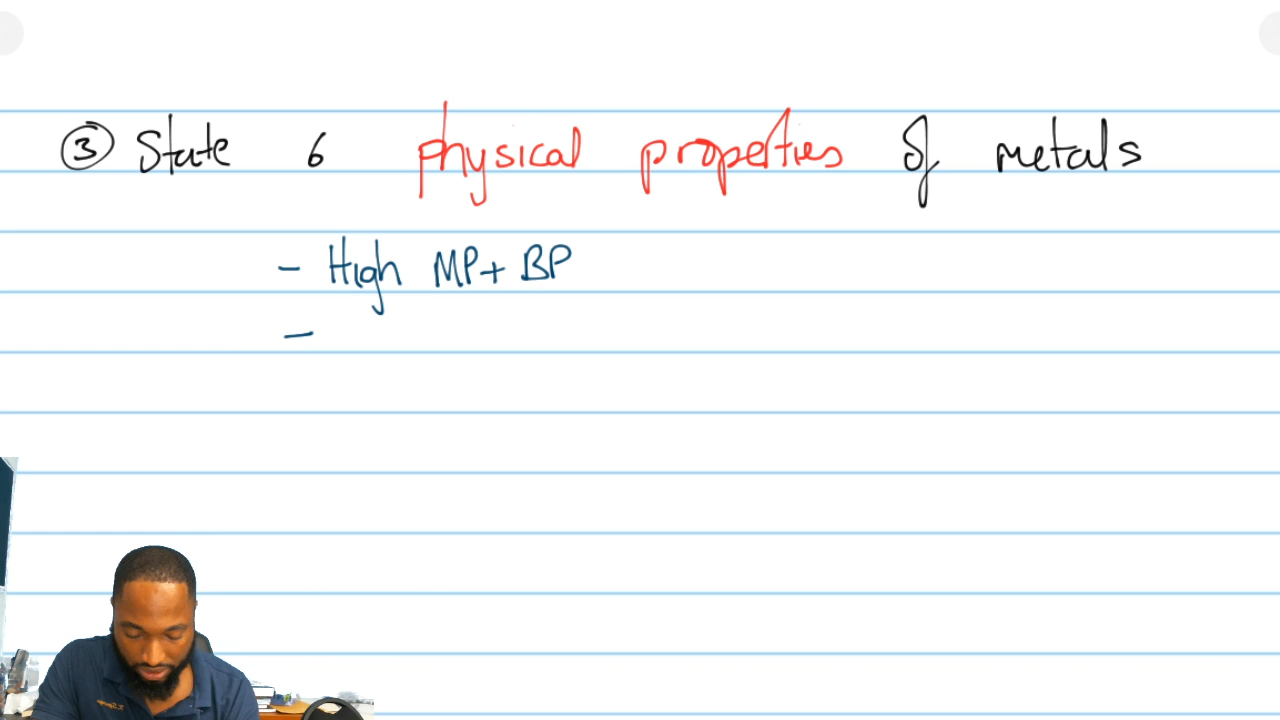 ③ State 6 physical properties of metals
- High MP + BP
-